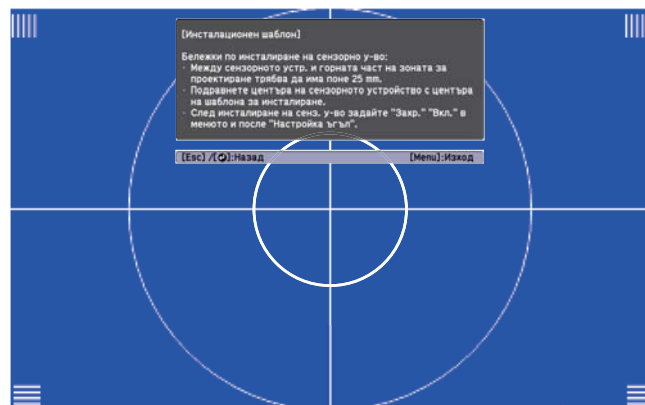 [Инсталационен шаблон]
Бележки по инсталиране на сензорно у-во:
· Между сензорното устр. и горната част на зоната за
проектиране трябва да има поне 25 mm.
· Подравнете центъра на сензорното устройство с центъра
на шаблона за инсталиране.
· След инсталиране на сенз. у-во задайте "Захр." "Вкл." в
менюто и после "Настройка ъгъл".
[Esc] /[⏎]:Назад [Menu]:Изход